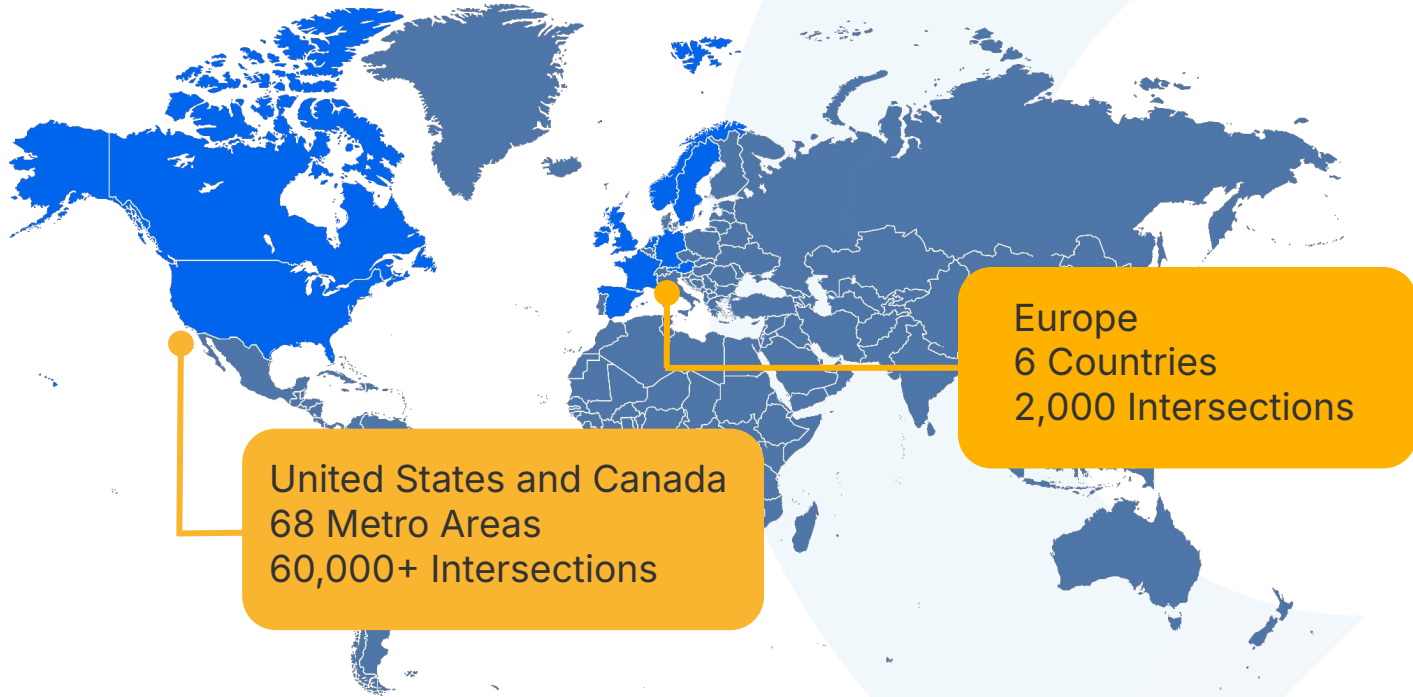 Europe
6 Countries
2,000 Intersections
United States and Canada
68 Metro Areas
60,000+ Intersections